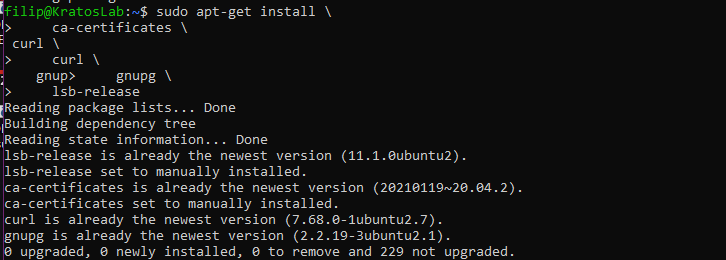 filip@KratosLab:~$ sudo apt-get install \
>     ca-certificates \
 curl \
>     curl \
    gnup>     gnupg \
>     lsb-release
Reading package lists... Done
Building dependency tree
Reading state information... Done
lsb-release is already the newest version (11.1.0ubuntu2).
lsb-release set to manually installed.
ca-certificates is already the newest version (20210119~20.04.2).
ca-certificates set to manually installed.
curl is already the newest version (7.68.0-1ubuntu2.7).
gnupg is already the newest version (2.2.19-3ubuntu2.1).
0 upgraded, 0 newly installed, 0 to remove and 229 not upgraded.